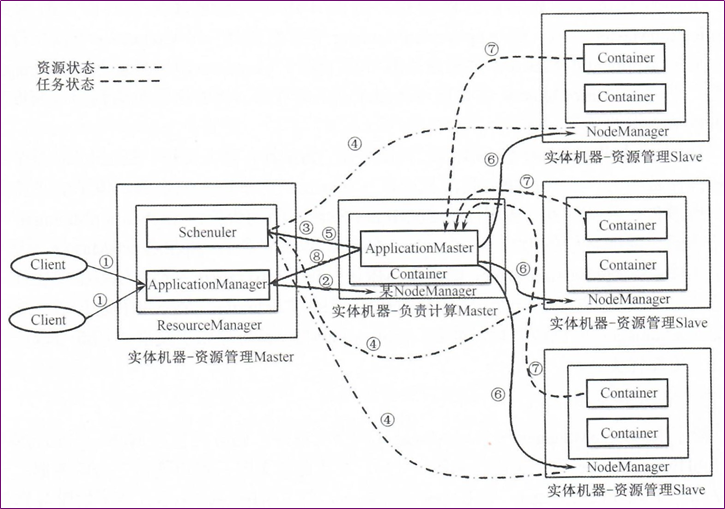 资源状态
任务状态
⑦
Container
Container
NodeManager
实体机器-资源管理Slave
④
⑥
⑦
Schenuler
③
⑤
ApplicationMaster
Container
Container
Client
①
ApplicationManager
⑧
②
Container
某NodeManager
⑥
NodeManager
Client
①
ResourceManager
实体机器-负责计算Master
实体机器-资源管理Slave
实体机器-资源管理Master
④
⑦
⑥
Container
Container
④
NodeManager
实体机器-资源管理Slave